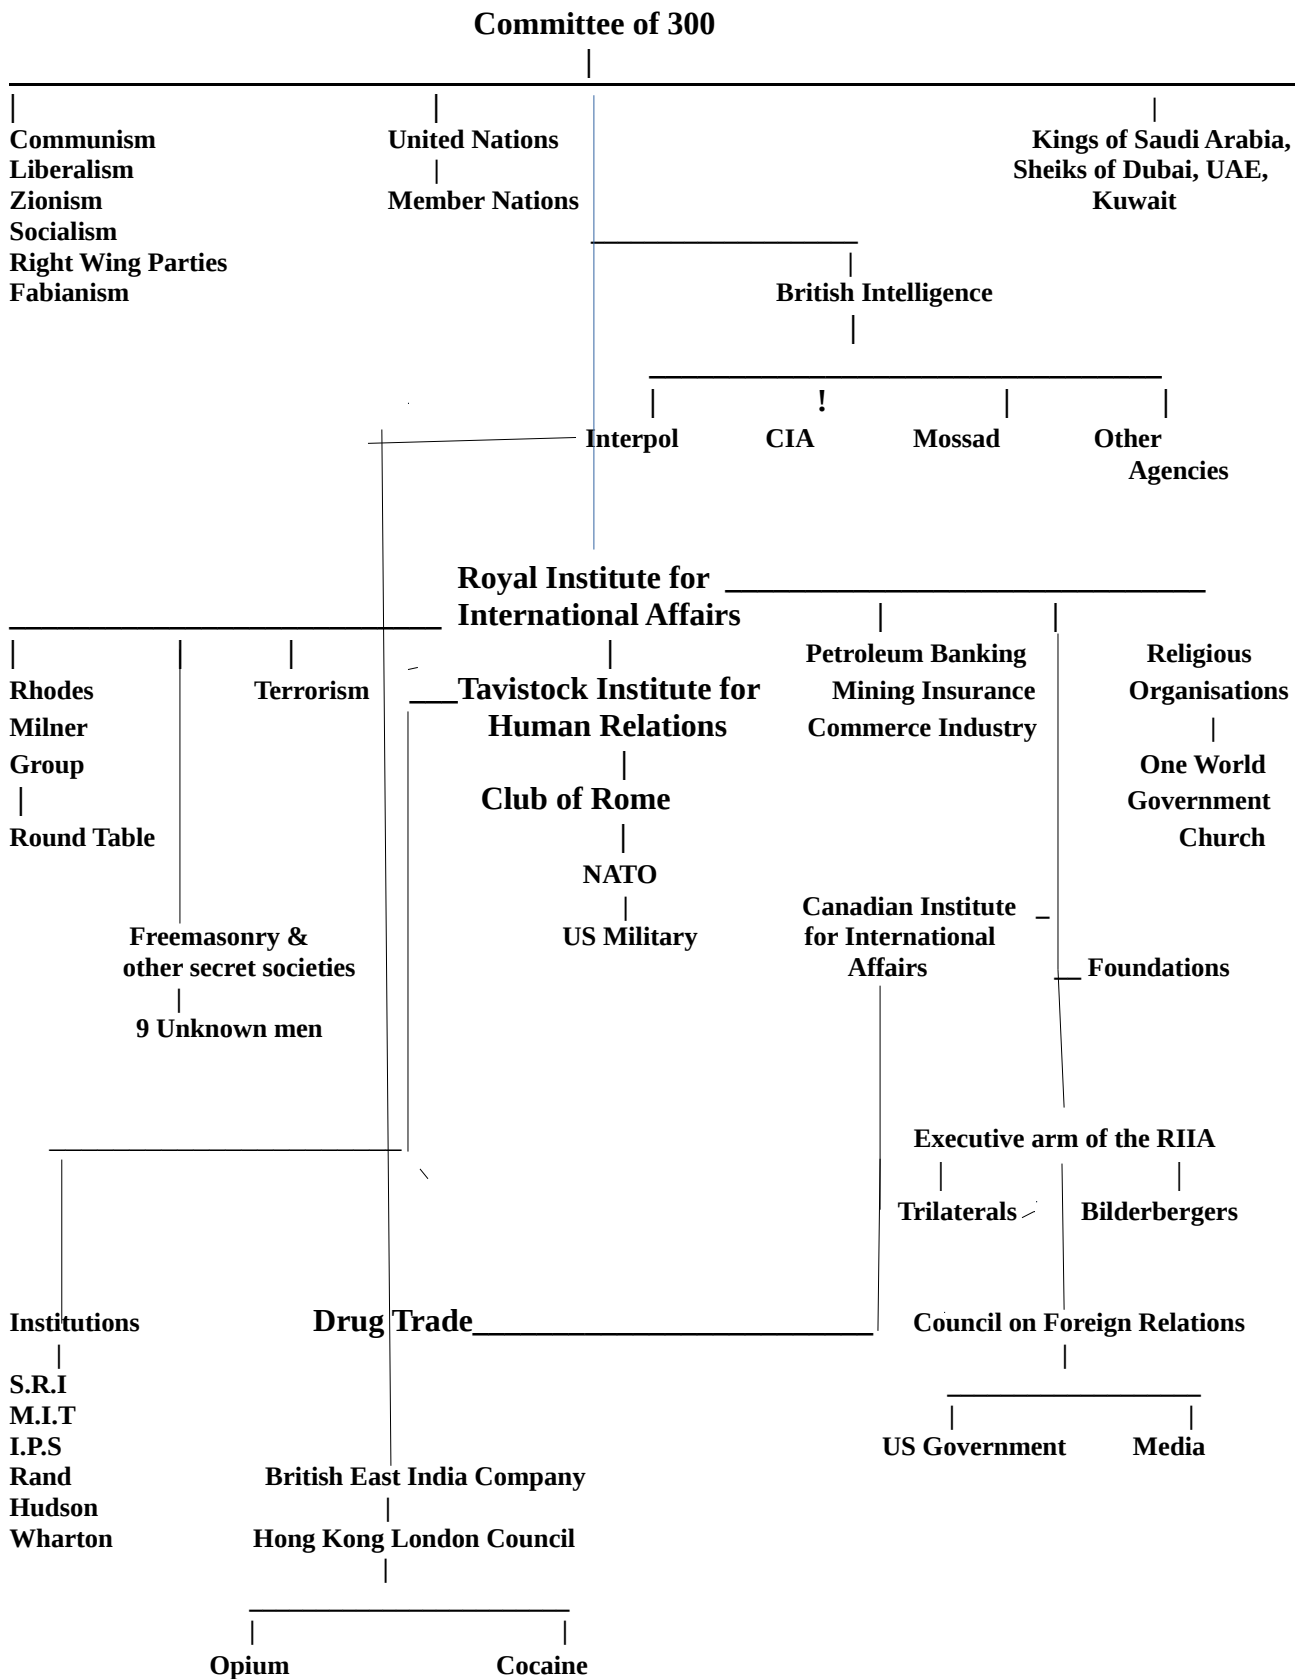 Committee of 300
Communism
Liberalism
Zionism
Socialism
Right Wing Parties
Fabianism
United Nations
Member Nations
Kings of Saudi Arabia,
Sheiks of Dubai, UAE,
Kuwait
British Intelligence
!
Interpol
CIA
Mossad
Other
Agencies
Royal Institute for
International Affairs
Rhodes
Milner
Group
Round Table
Terrorism
Tavistock Institute for
Human Relations
Club of Rome
NATO
US Military
Petroleum Banking
Mining Insurance
Commerce Industry
Religious
Organisations
One World
Government
Church
Freemasonry &
other secret societies
9 Unknown men
Canadian Institute
for International
Affairs
Foundations
Executive arm of the RIIA
Trilaterals
Bilderbergers
Institutions
S.R.I
M.I.T
I.P.S
Rand
Hudson
Wharton
Drug Trade
Council on Foreign Relations
US Government
Media
British East India Company
Hong Kong London Council
Opium
Cocaine